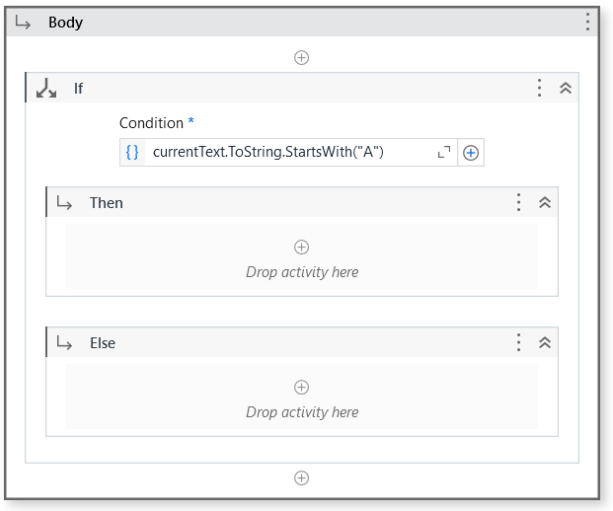 Body
If
Condition *
{} currentText.ToString.StartsWith("A")
Then
Drop activity here
Else
Drop activity here